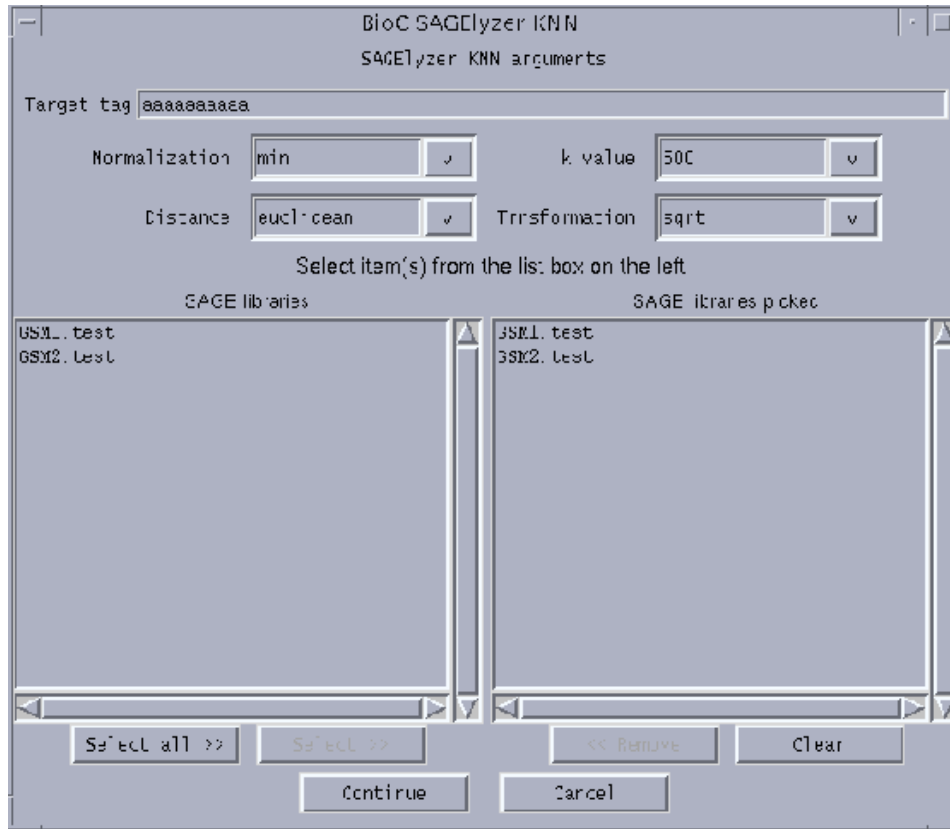 BioC SAGElyzer KNN
SAGElyzer KNN arguments
Target tag aaaaaaaaaa
Normalization min v k value 500 v
Distance euclidean v Trnsformation sqrt v
Select item(s) from the list box on the left
SAGE libraries SAGE libraries picked
GSM1.test GSM1.test
GSM2.test GSM2.test
Select all >> Select >> << Remove Clear
Continue Cancel